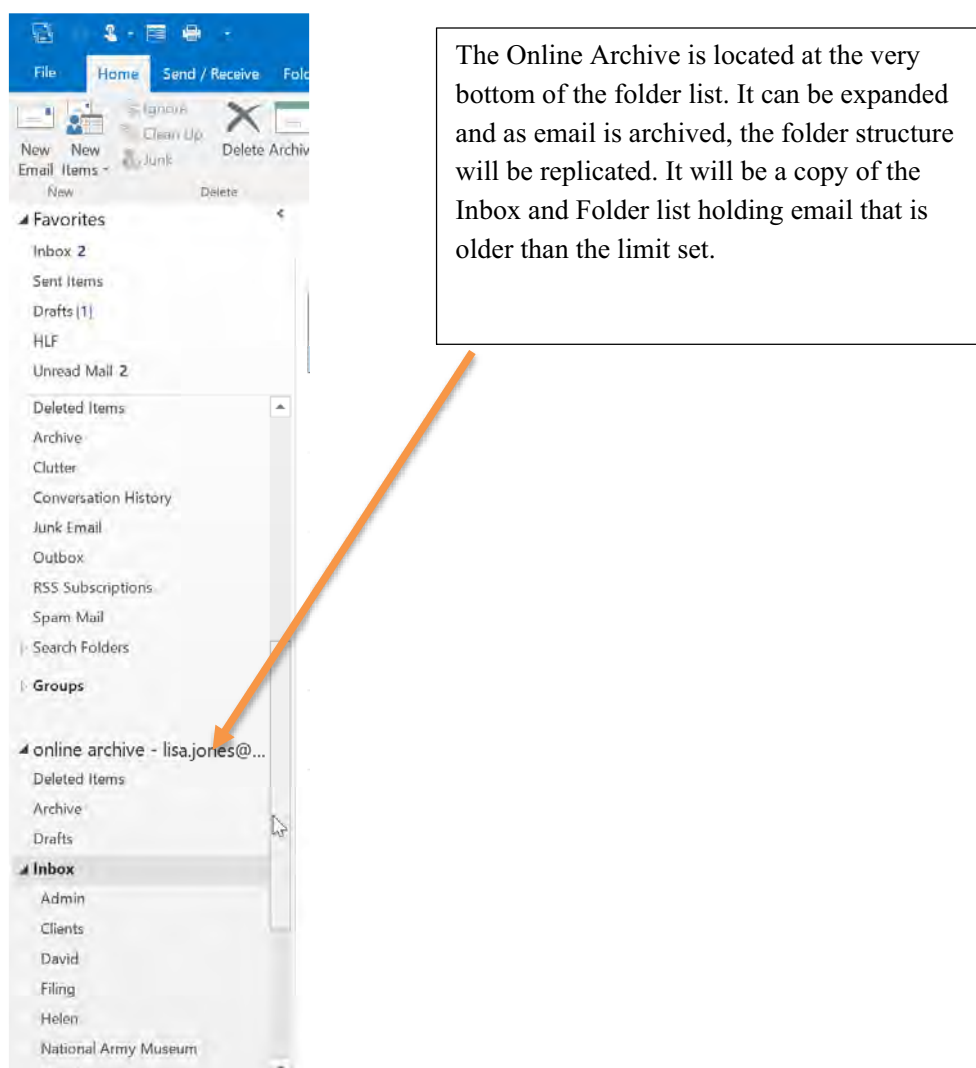 File Home Send / Receive Fold
Ignore
Clean Up
Junk
New Email
New Items
Delete
Archiv
New Delete
Favorites
Inbox 2
Sent Items
Drafts [1]
HLF
Unread Mail 2
Deleted Items
Archive
Clutter
Conversation History
Junk Email
Outbox
RSS Subscriptions
Spam Mail
Search Folders
Groups
online archive - lisa.jones@...
Deleted Items
Archive
Drafts
Inbox
Admin
Clients
David
Filing
Helen
National Army Museum
The Online Archive is located at the very
bottom of the folder list. It can be expanded
and as email is archived, the folder structure
will be replicated. It will be a copy of the
Inbox and Folder list holding email that is
older than the limit set.